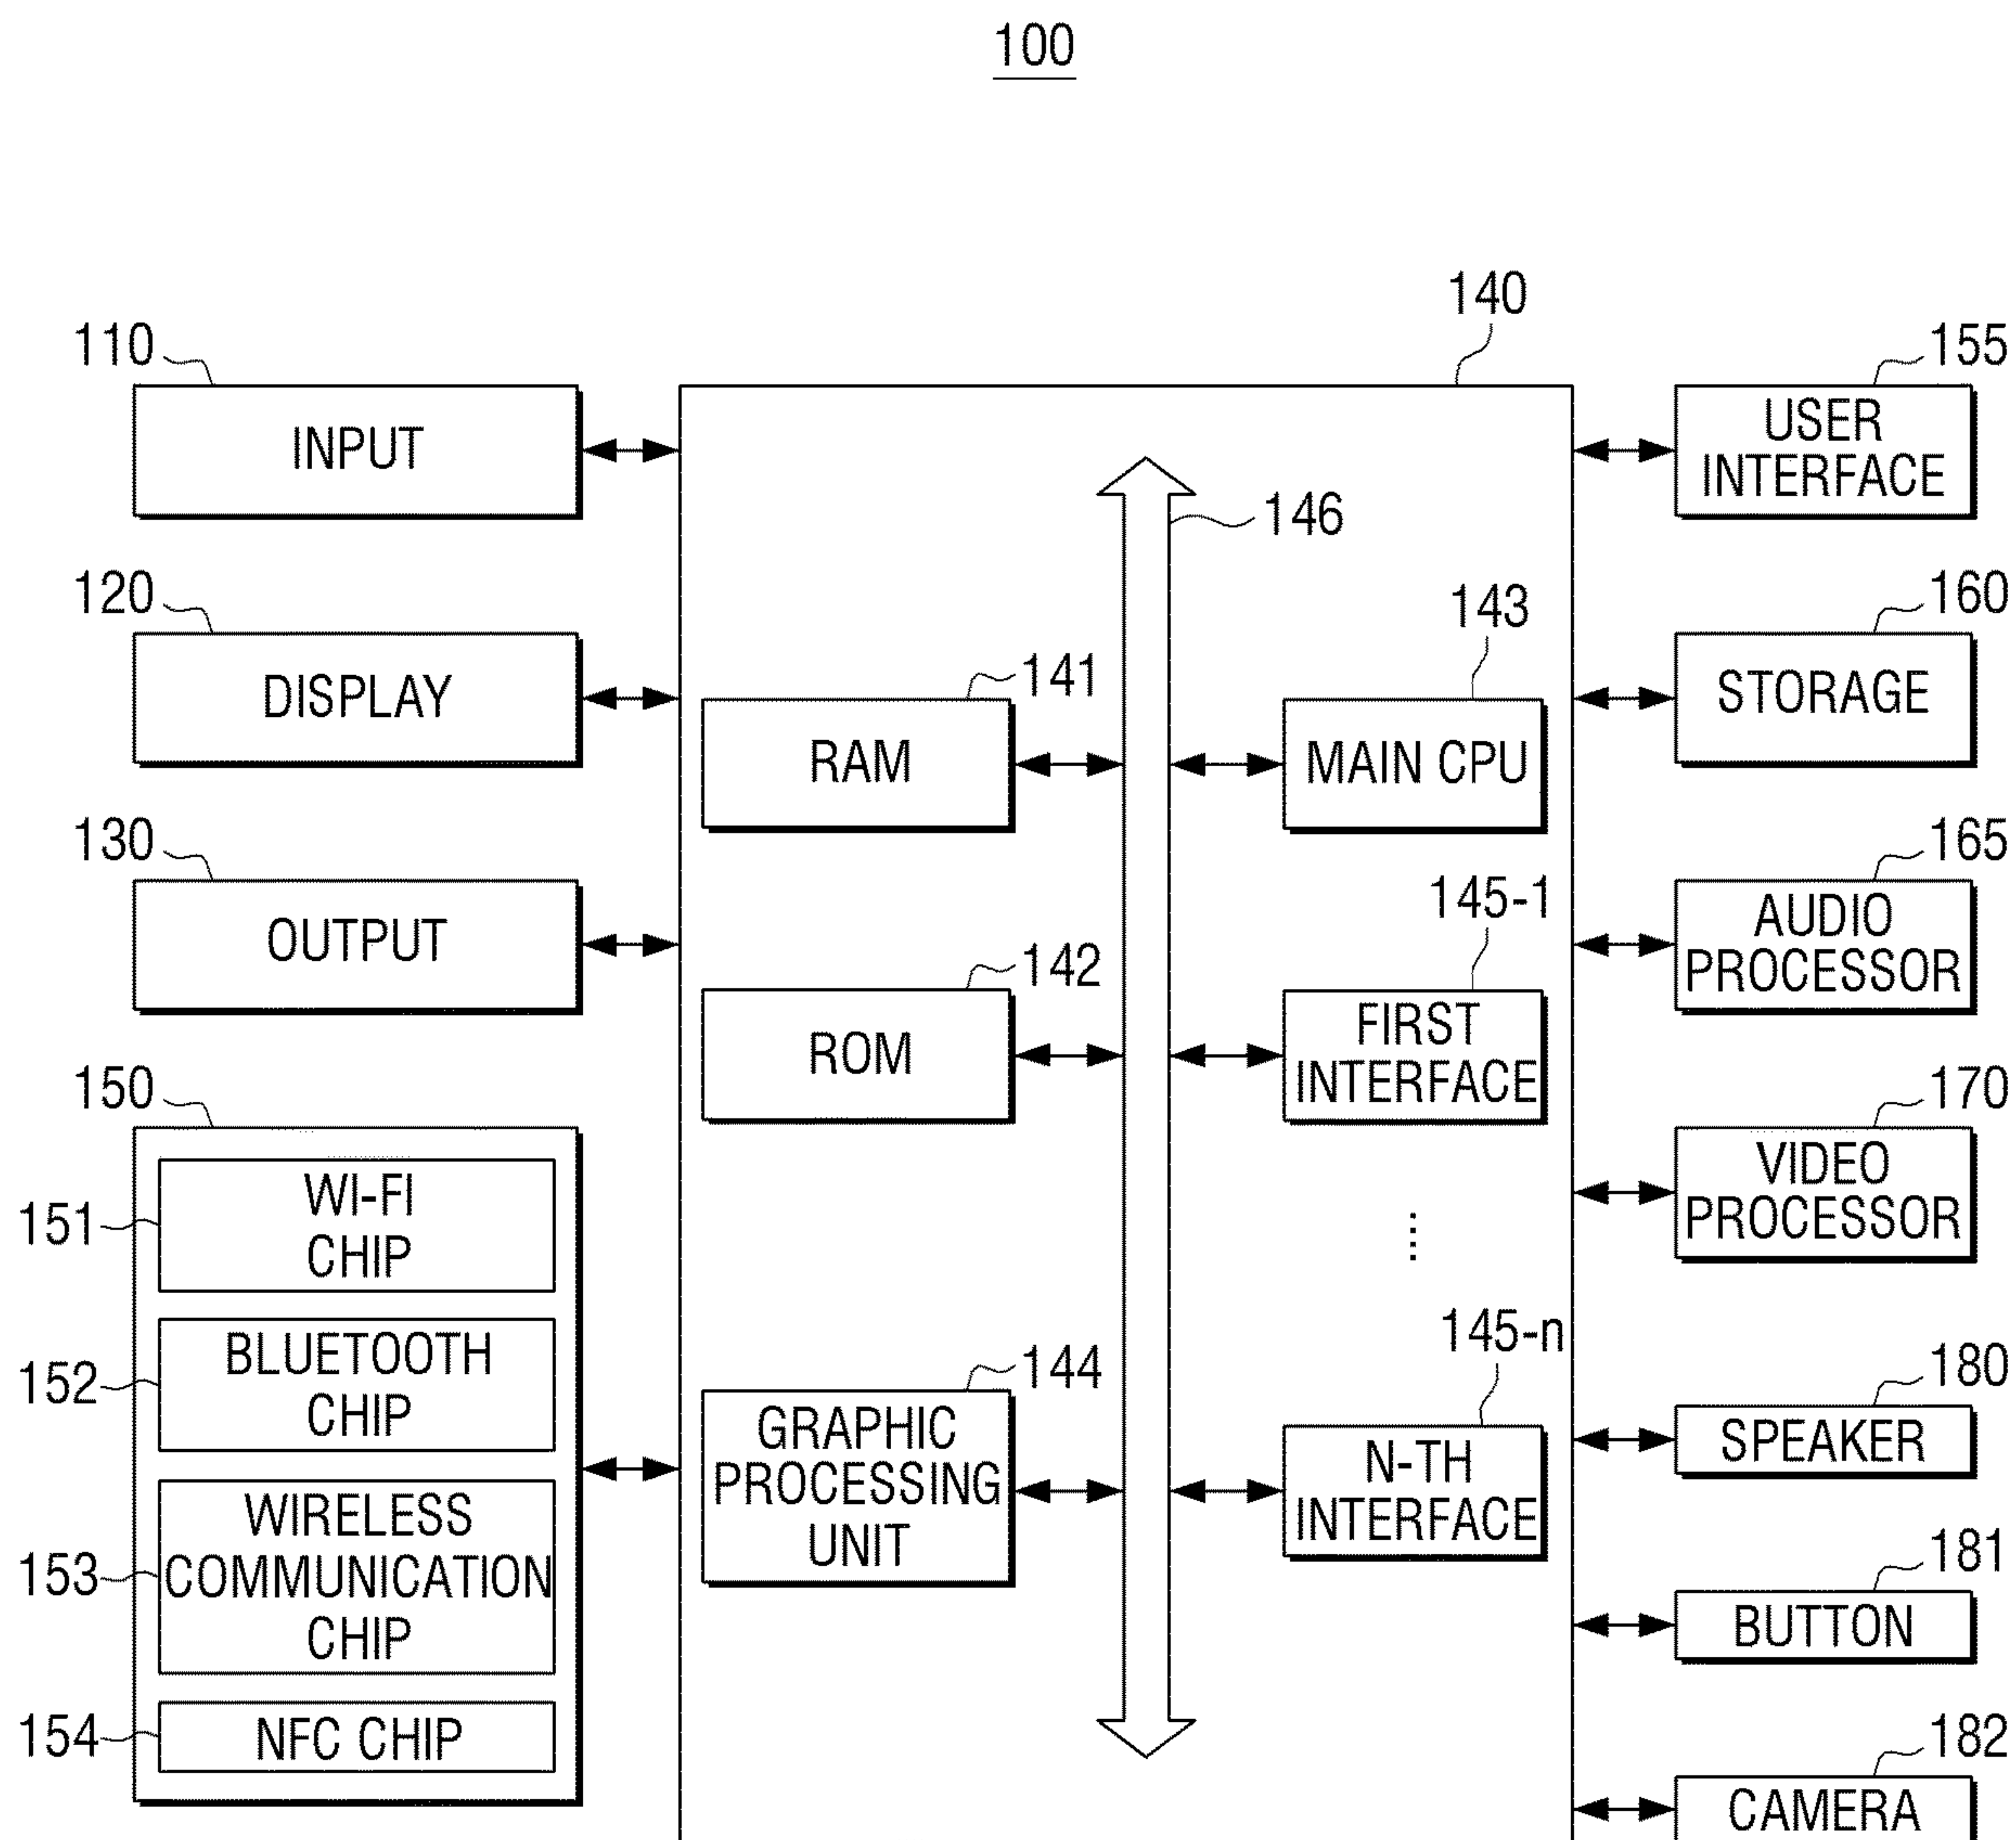 100
140
110
INPUT
120
DISPLAY
130
OUTPUT
150
151
WI-FI
CHIP
152
BLUETOOTH
CHIP
153
WIRELESS
COMMUNICATION
CHIP
154
NFC CHIP
146
141
RAM
142
ROM
144
GRAPHIC
PROCESSING
UNIT
143
MAIN CPU
145-1
FIRST
INTERFACE
145-n
N-TH
INTERFACE
155
USER
INTERFACE
160
STORAGE
165
AUDIO
PROCESSOR
170
VIDEO
PROCESSOR
180
SPEAKER
181
BUTTON
182
CAMERA